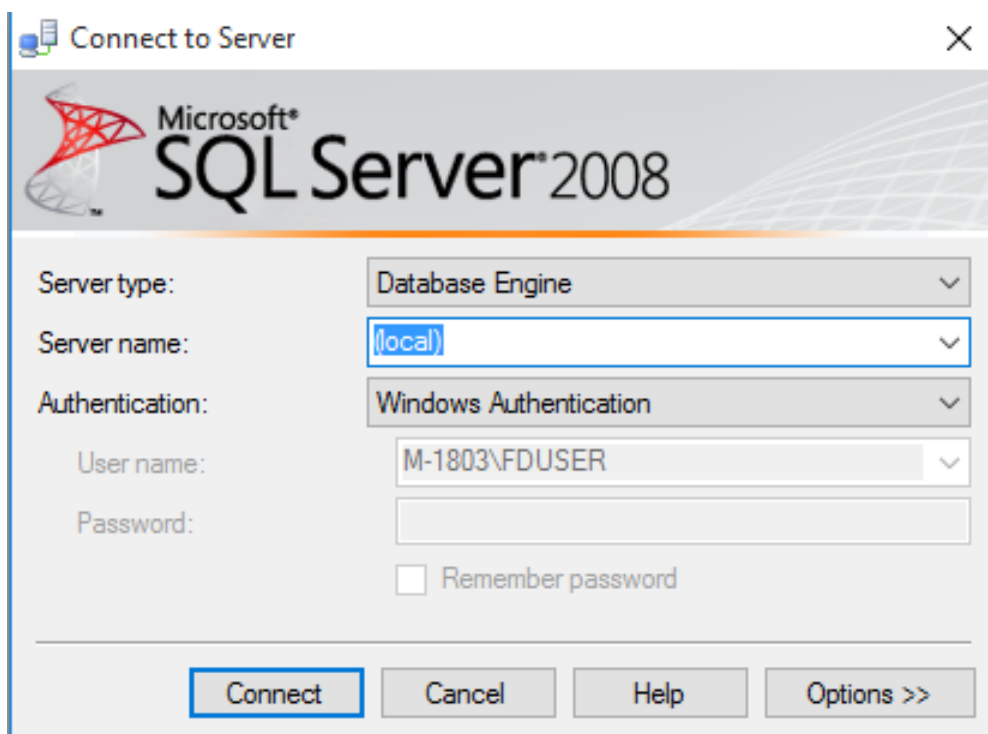 Connect to Server
Microsoft®
SQL Server® 2008
™
Server type: Database Engine
Server name: (local)
Authentication: Windows Authentication
User name: M-1803\FDUSER
Password:
Remember password
Connect Cancel Help Options >>